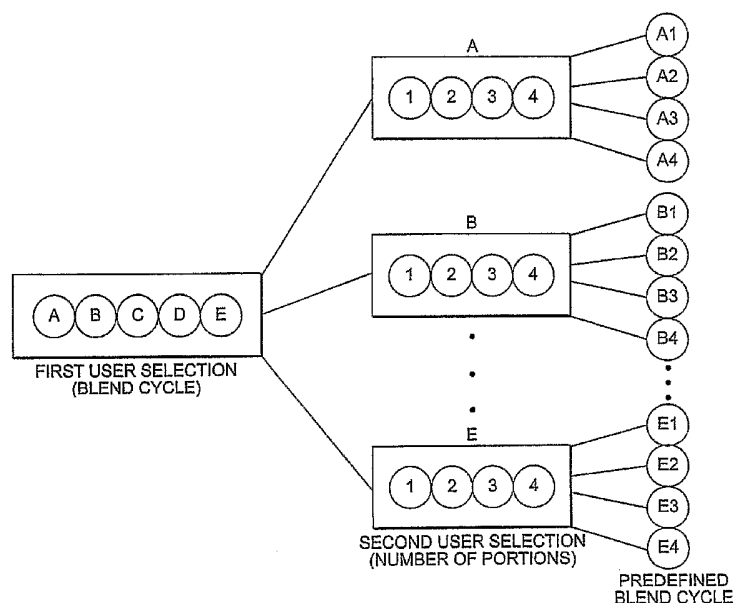 A
1 2 3 4
A1
A2
A3
A4
B
1 2 3 4
B1
B2
B3
B4
A B C D E
FIRST USER SELECTION
(BLEND CYCLE)
E
1 2 3 4
E1
E2
E3
E4
SECOND USER SELECTION
(NUMBER OF PORTIONS)
PREDEFINED
BLEND CYCLE